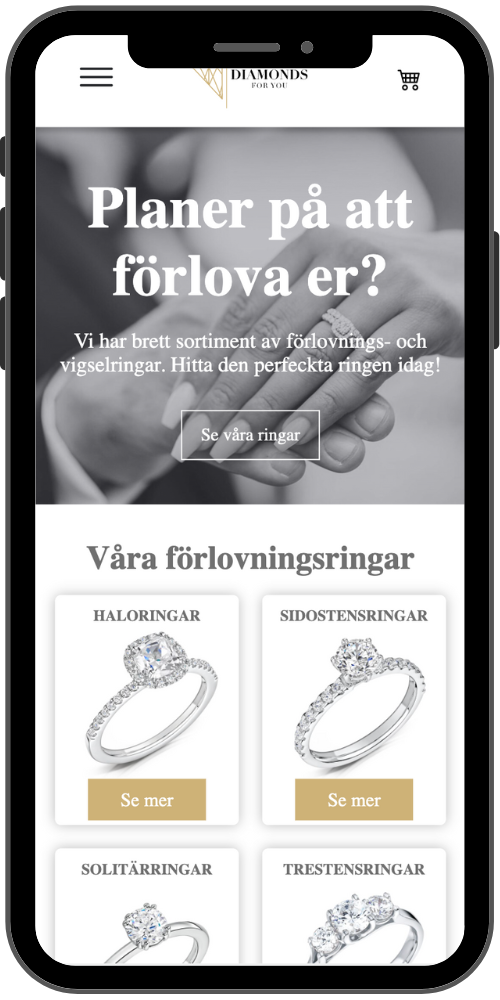 DIAMONDS
FOR YOU
Planer på att
förlova er?
Vi har brett sortiment av förlovnings- och
vigselringar. Hitta den perfeckta ringen idag!
Se våra ringar
Våra förlovningsringar
HALORINGAR
SIDOSTENSRINGAR
Se mer
Se mer
SOLITÄRRINGAR
TRESTENSRINGAR